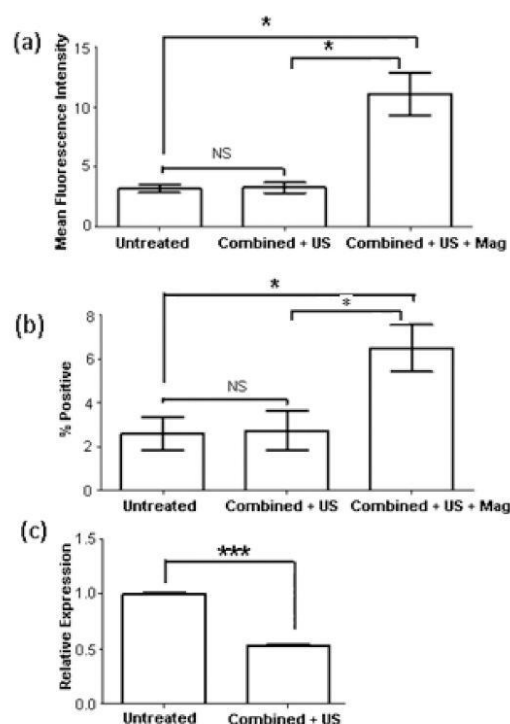 (a)
Mean Fluorescence Intensity
15
10
5
0
*
*
NS
Untreated
Combined + US
Combined + US + Mag
(b)
% Positive
8
6
4
2
0
*
*
NS
Untreated
Combined + US
Combined + US + Mag
(c)
Relative Expression
1.5
1.0
0.5
0.0
***
Untreated
Combined + US